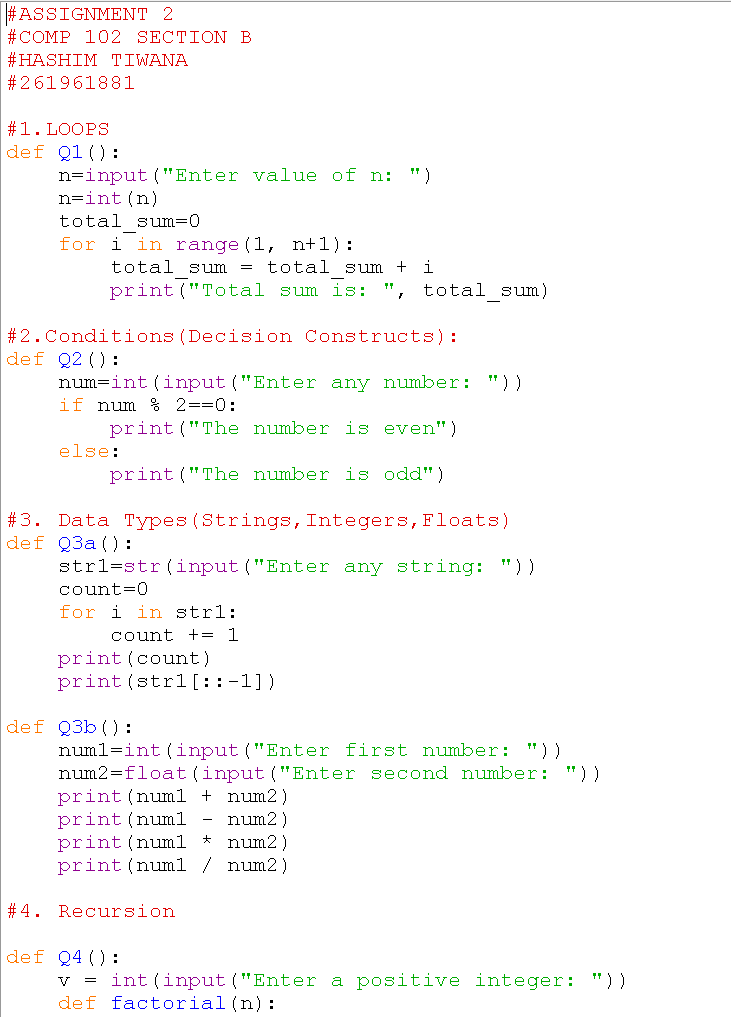 #ASSIGNMENT 2
#COMP 102 SECTION B
#HASHIM TIWANA
#261961881
#1.LOOPS
def Q1():
    n=input("Enter value of n: ")
    n=int(n)
    total_sum=0
    for i in range(1, n+1):
        total_sum = total_sum + i
        print("Total sum is: ", total_sum)
#2.Conditions(Decision Constructs):
def Q2():
    num=int(input("Enter any number: "))
    if num % 2==0:
        print("The number is even")
    else:
        print("The number is odd")
#3. Data Types(Strings,Integers,Floats)
def Q3a():
    str1=str(input("Enter any string: "))
    count=0
    for i in str1:
        count += 1
    print(count)
    print(str1[::-1])
def Q3b():
    num1=int(input("Enter first number: "))
    num2=float(input("Enter second number: "))
    print(num1 + num2)
    print(num1 - num2)
    print(num1 * num2)
    print(num1 / num2)
#4. Recursion
def Q4():
    v = int(input("Enter a positive integer: "))
    def factorial(n):